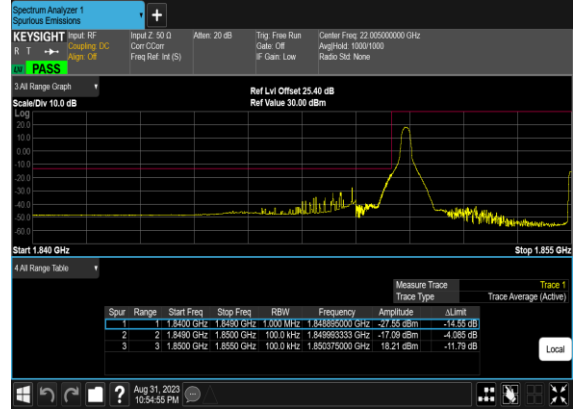 Spectrum Analyzer 1
Spurious Emissions
+
KEYSIGHT Input: RF
R T Coupling: DC
Align: Off
Input Z: 50 Ω
Corr CCorr
Freq Ref: Int (S)
Atten: 20 dB
Trig: Free Run
Gate: Off
IF Gain: Low
Center Freq: 22.005000000 GHz
Avg|Hold: 1000/1000
Radio Std: None
LM PASS
3 All Range Graph
Ref Lvl Offset 25.40 dB
Scale/Div 10.0 dB Ref Value 30.00 dBm
Log
20.0
10.0
0.00
-10.0
-20.0
-30.0
-40.0
-50.0
-60.0
Start 1.840 GHz Stop 1.855 GHz
4 All Range Table
Measure Trace Trace 1
Trace Type Trace Average (Active)
Spur Range Start Freq Stop Freq RBW Frequency Amplitude ΔLimit
1 1 1.8400 GHz 1.8490 GHz 1.000 MHz 1.848895000 GHz -27.55 dBm -14.55 dB
2 2 1.8490 GHz 1.8500 GHz 100.0 kHz 1.849993333 GHz -17.09 dBm -4.085 dB
3 3 1.8500 GHz 1.8550 GHz 100.0 kHz 1.850375000 GHz 18.21 dBm -11.79 dB
Local
?
Aug 31, 2023
10:54:55 PM